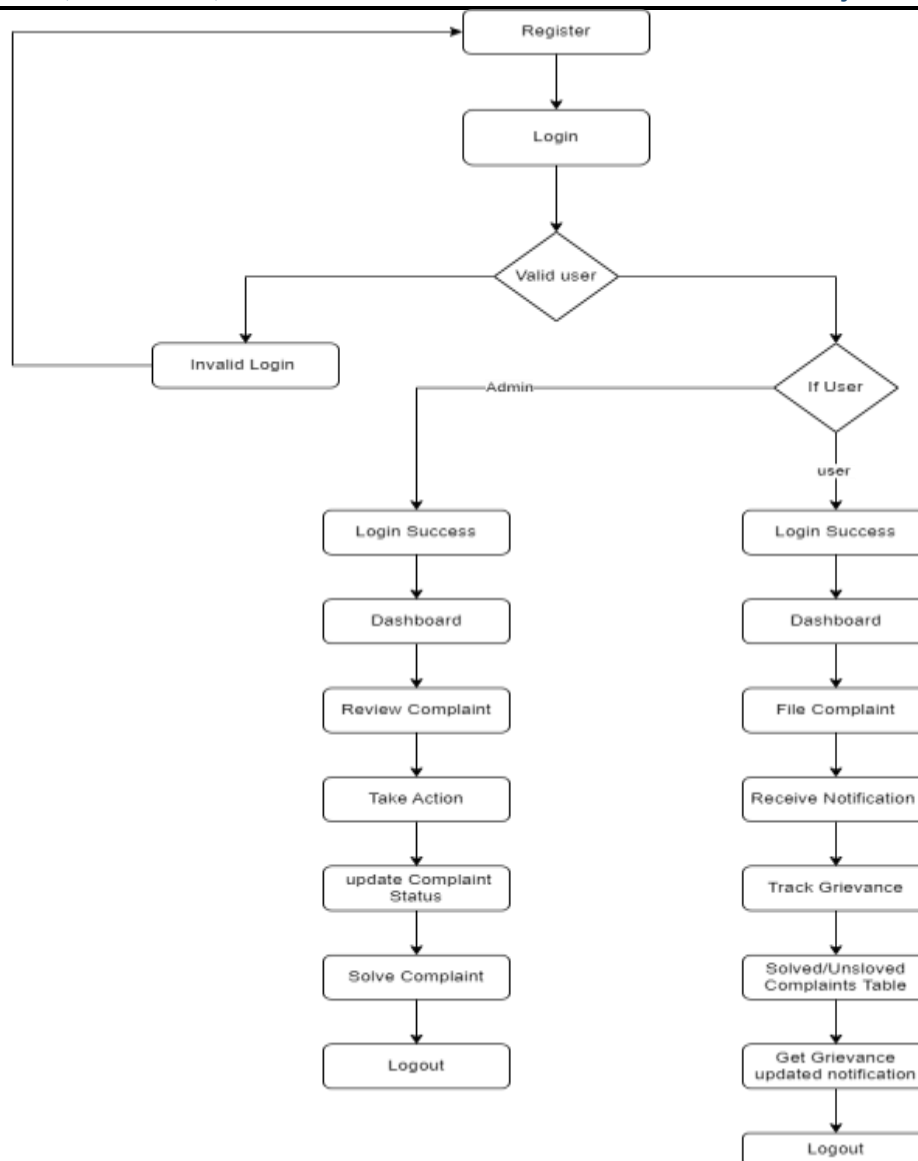 Register
Login
Valid user
Invalid Login
If User
Admin
user
Login Success
Login Success
Dashboard
Dashboard
Review Complaint
File Complaint
Take Action
Receive Notification
update Complaint
Status
Track Grievance
Solve Complaint
Solved/Unsloved
Complaints Table
Logout
Get Grievance
updated notification
Logout